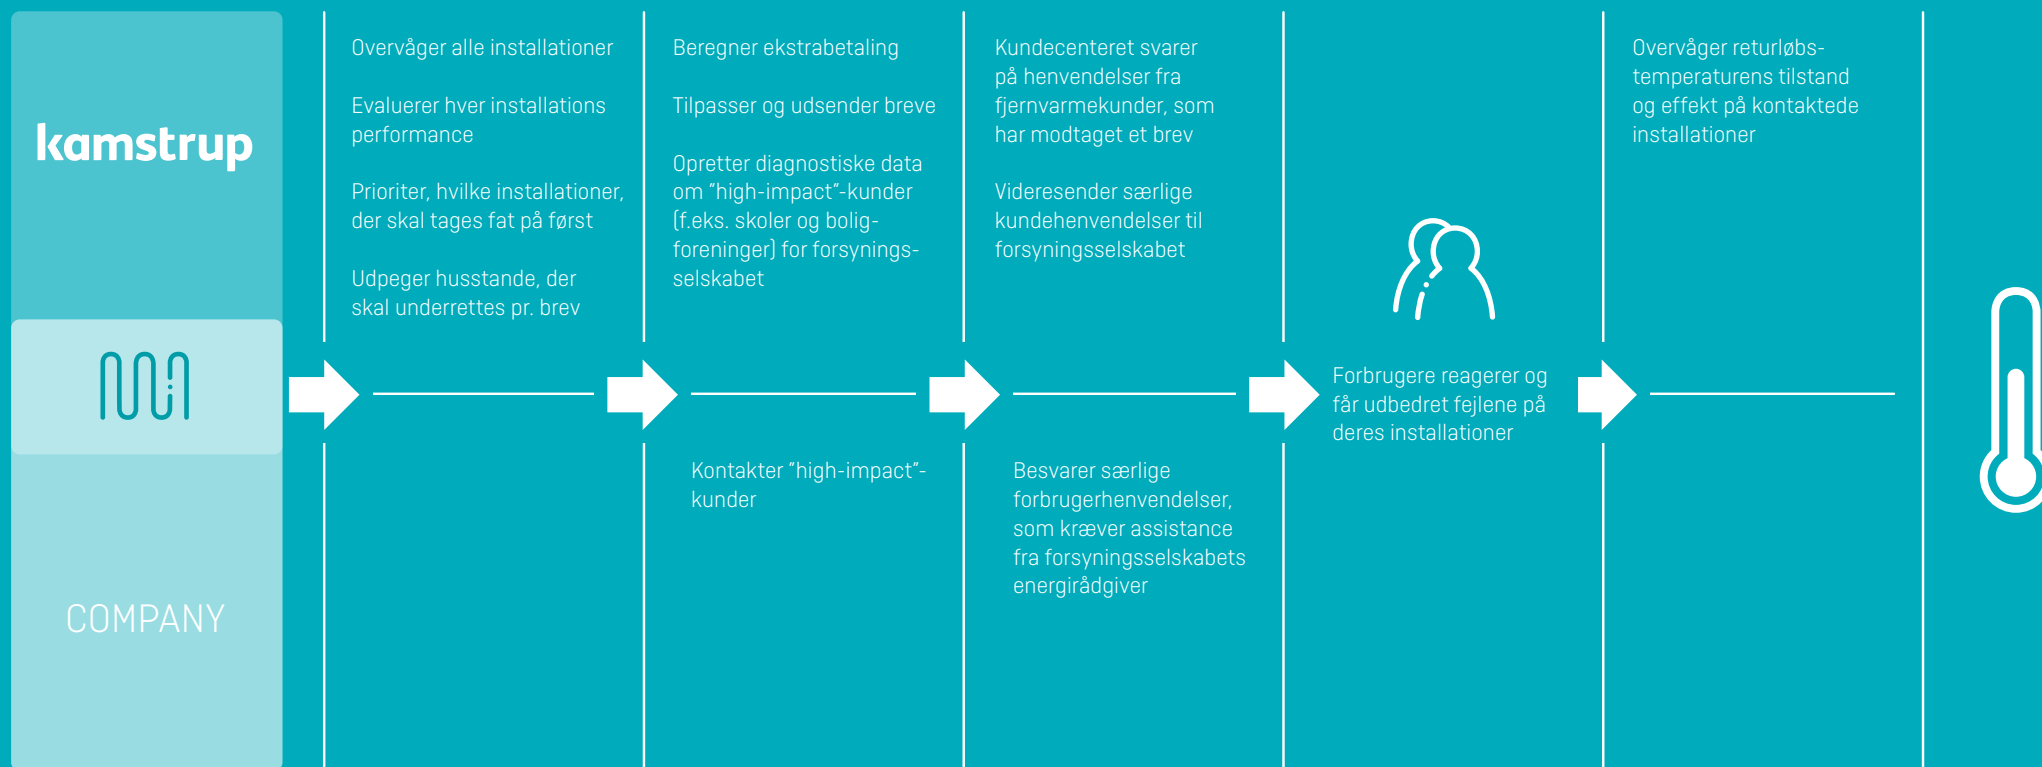 kamstrup
COMPANY
Overvåger alle installationer
Evaluerer hver installations
performance
Prioriter, hvilke installationer,
der skal tages fat på først
Udpeger husstande, der
skal underrettes pr. brev
Beregner ekstrabetaling
Tilpasser og udsender breve
Opretter diagnostiske data
om "high-impact"-kunder
(f.eks. skoler og bolig-
foreninger) for forsynings-
selskabet
Kontakter "high-impact"-
kunder
Kundecenteret svarer
på henvendelser fra
fjernvarmekunder, som
har modtaget et brev
Videresender særlige
kundehenvendelser til
forsyningsselskabet
Besvarer særlige
forbrugerhenvendelser,
som kræver assistance
fra forsyningsselskabets
energirådgiver
Forbrugere reagerer og
får udbedret fejlene på
deres installationer
Overvåger returløbs-
temperaturens tilstand
og effekt på kontaktede
installationer